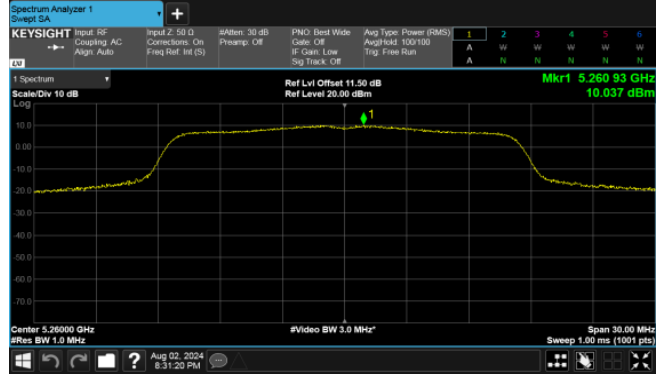 Spectrum Analyzer 1
Swept SA
+
KEYSIGHT Input: RF Input Z: 50 Ω #Atten: 30 dB PNO: Best Wide Avg Type: Power (RMS) 1 2 3 4 5 6
Coupling: AC Corrections: On Preamp: Off Gate: Off Avg|Hold: 100/100 A W W W W W
Align: Auto Freq Ref: Int (S) IF Gain: Low Trig: Free Run
Sig Track: Off A N N N N N
LXI
1 Spectrum Ref Lvl Offset 11.50 dB Mkr1 5.260 93 GHz
Scale/Div 10 dB Ref Level 20.00 dBm 10.037 dBm
Log
1
10.0
0.00
-10.0
-20.0
-30.0
-40.0
-50.0
-60.0
-70.0
Center 5.26000 GHz #Video BW 3.0 MHz* Span 30.00 MHz
#Res BW 1.0 MHz Sweep 1.00 ms (1001 pts)
? Aug 02, 2024
8:31:20 PM